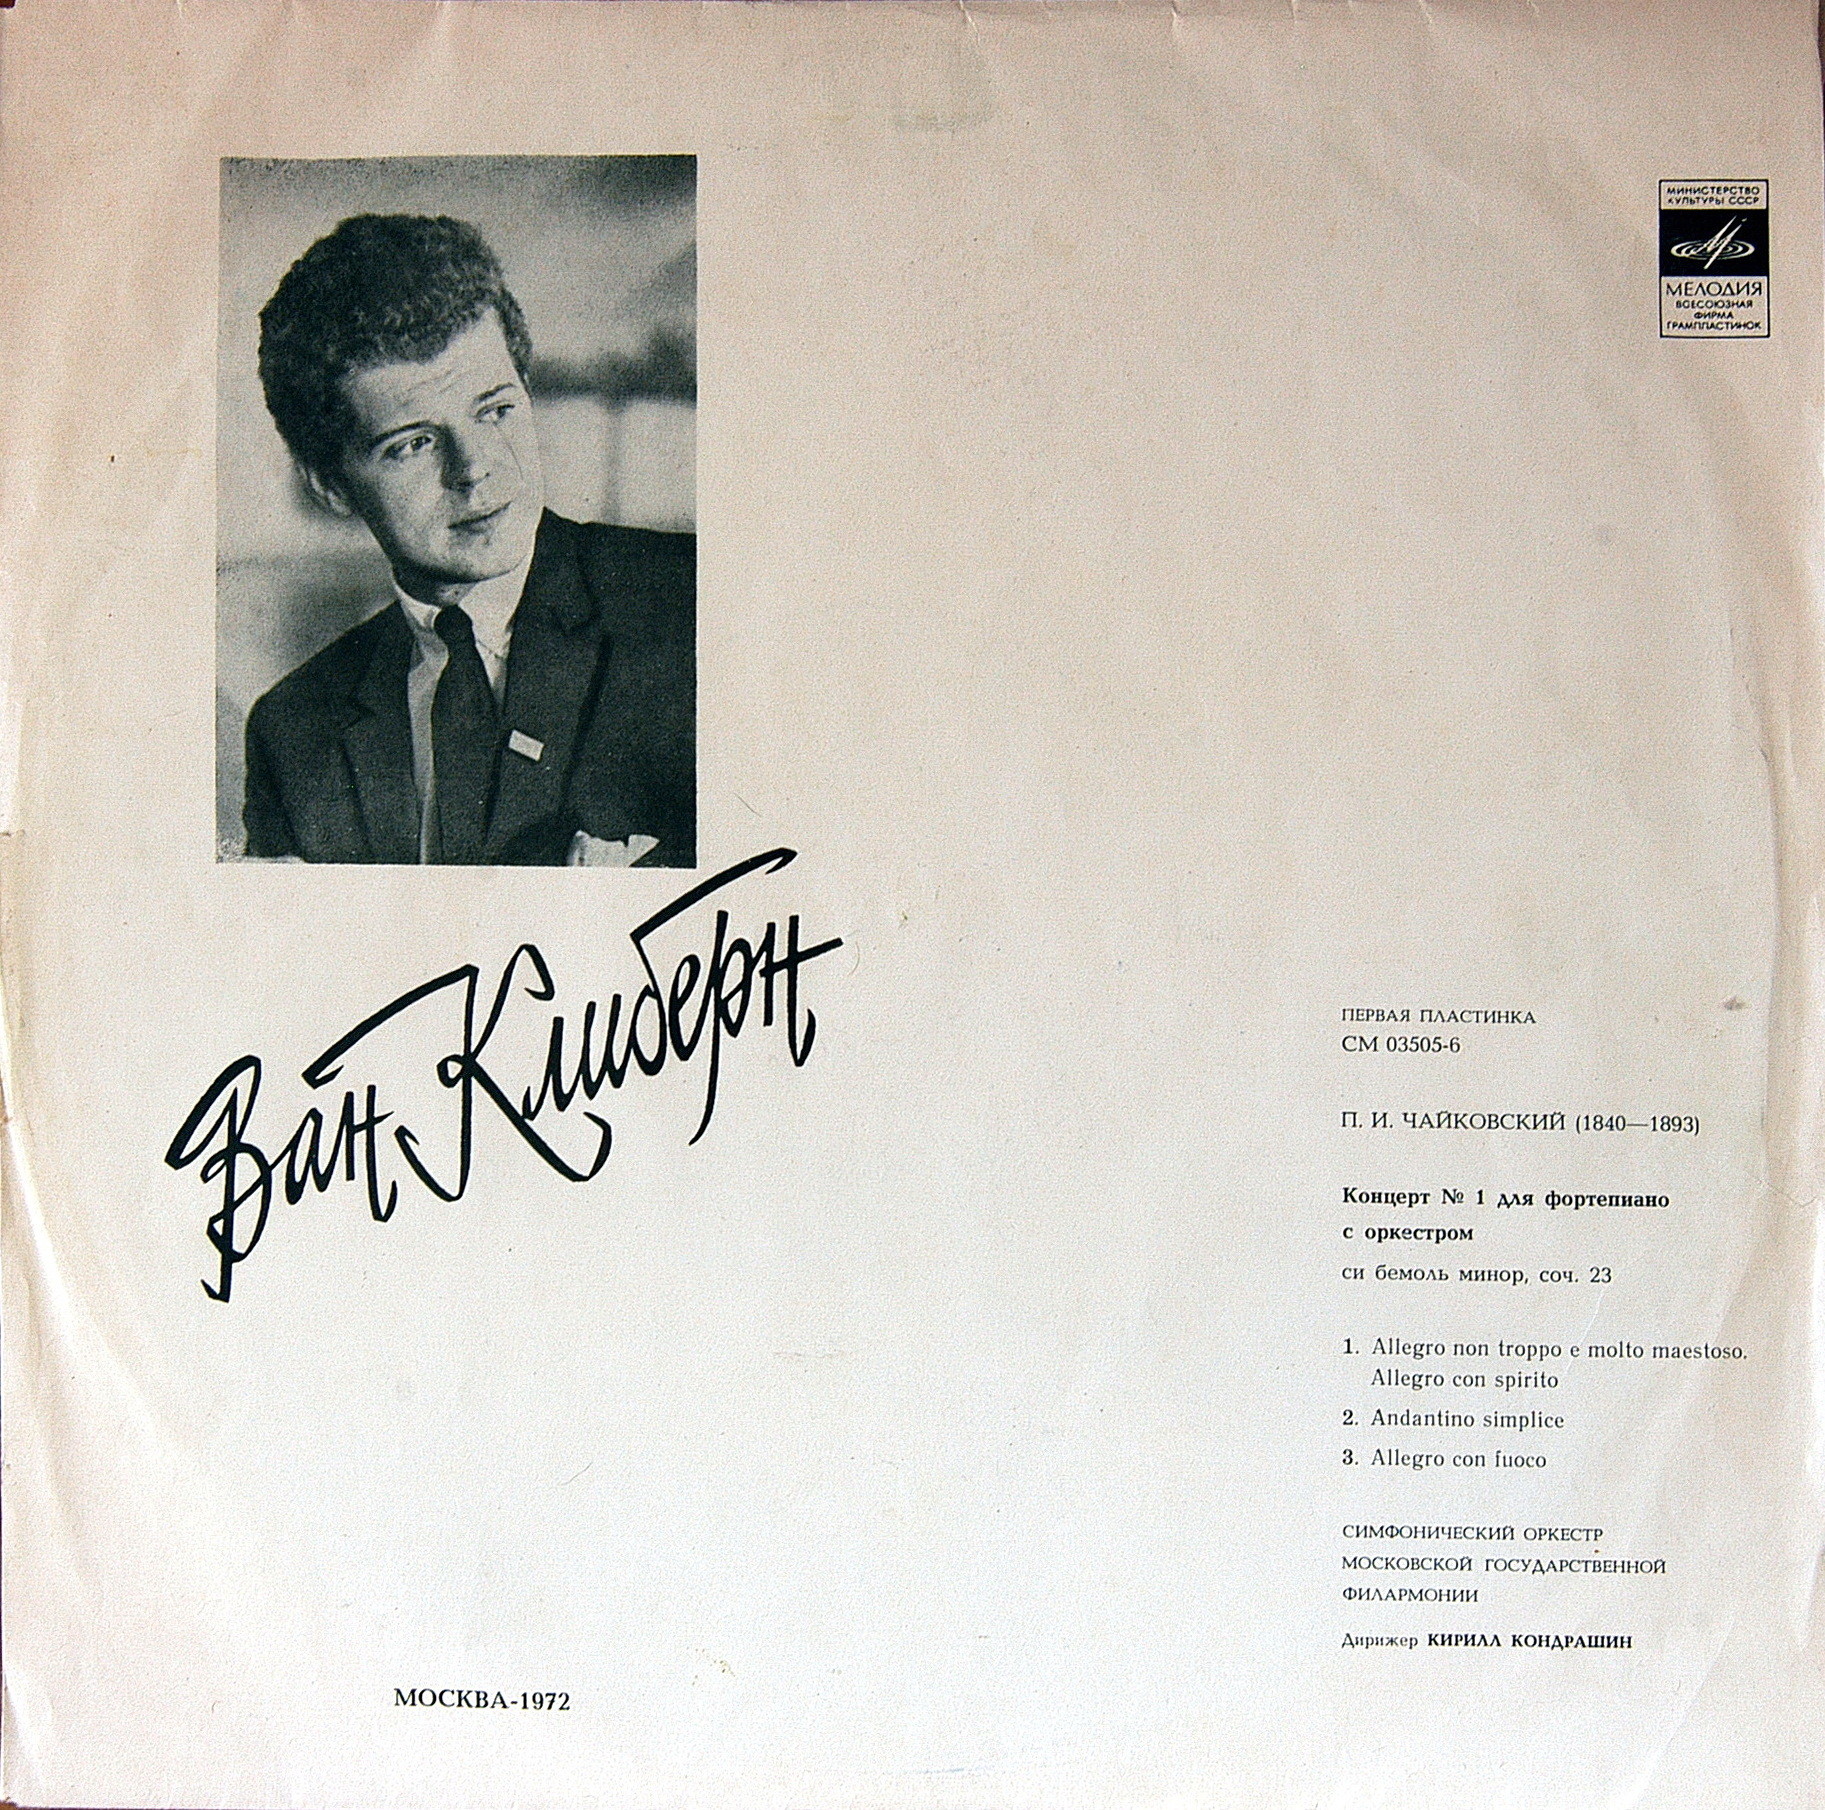 МИНИСТЕРСТВО
КУЛЬТУРЫ СССР
МЕЛОДИЯ
ВСЕСОЮЗНАЯ
ФИРМА
ГРАМПЛАСТИНОК
Ван Клиберн
ПЕРВАЯ ПЛАСТИНКА
СМ 03505-6
П. И. ЧАЙКОВСКИЙ (1840—1893)
Концерт № 1 для фортепиано
с оркестром
си бемоль минор, соч. 23
1. Allegro non troppo e molto maestoso.
Allegro con spirito
2. Andantino simplice
3. Allegro con fuoco
СИМФОНИЧЕСКИЙ ОРКЕСТР
МОСКОВСКОЙ ГОСУДАРСТВЕННОЙ
ФИЛАРМОНИИ
Дирижер КИРИЛЛ КОНДРАШИН
МОСКВА-1972